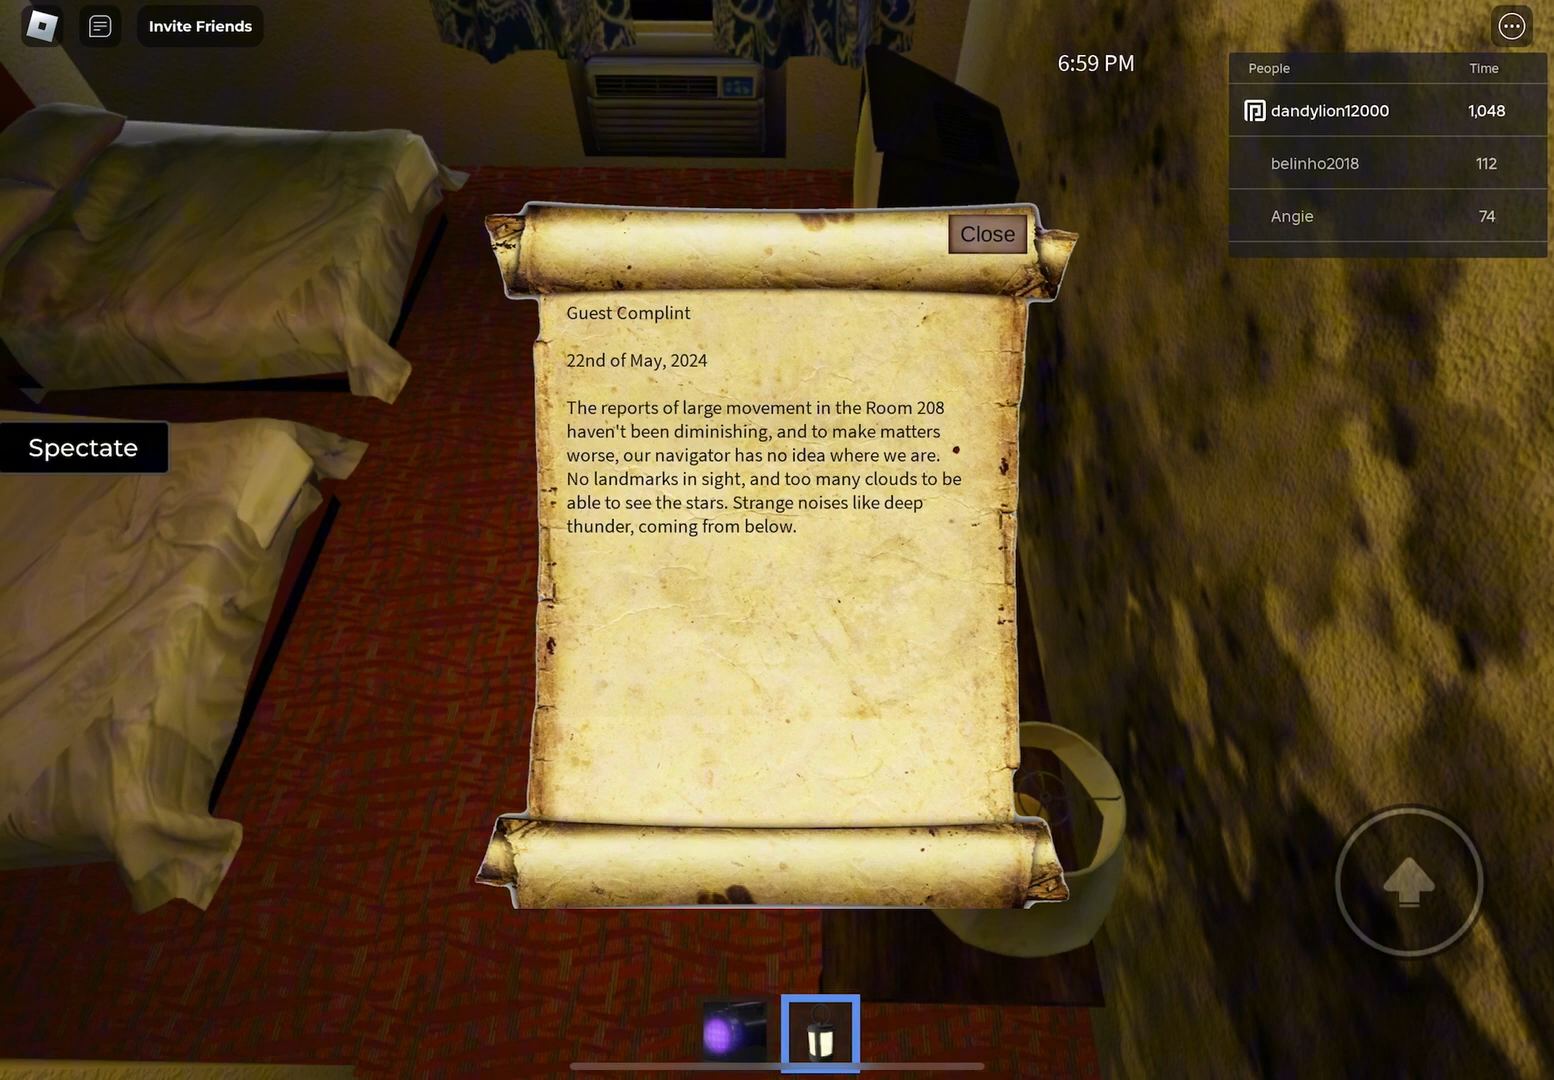 Invite Friends
6:59 PM
People Time
dandylion12000 1,048
belinho2018 112
Angie 74
Close
Guest Complint
22nd of May, 2024
The reports of large movement in the Room 208
haven't been diminishing, and to make matters
worse, our navigator has no idea where we are.
No landmarks in sight, and too many clouds to be
able to see the stars. Strange noises like deep
thunder, coming from below.
Spectate